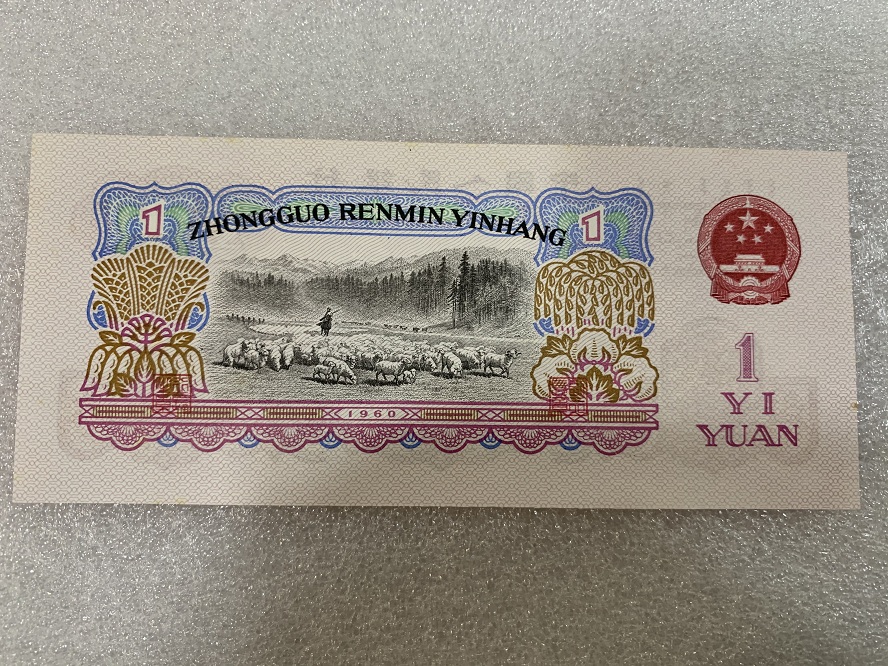 1 ZHONGGUO RENMIN YINHANG 1
1960
1
YI
YUAN